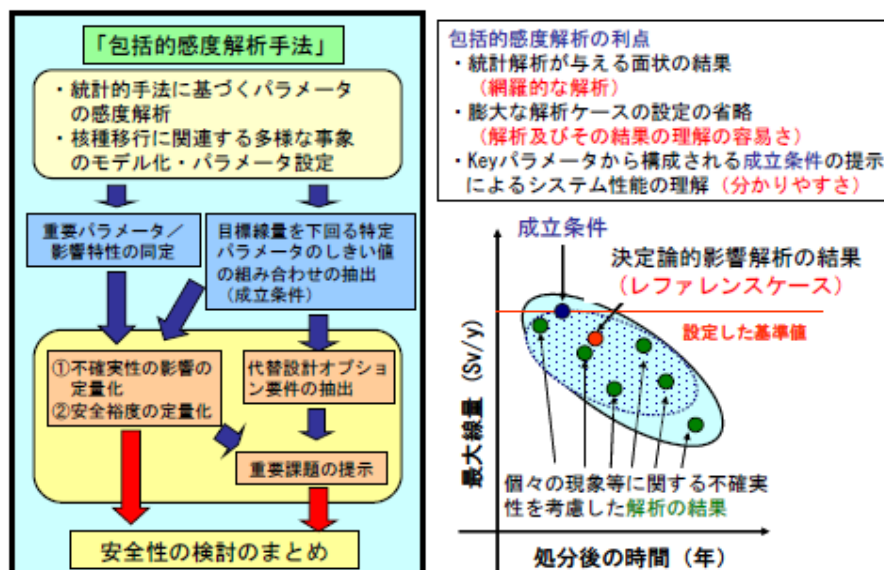 「包括的感度解析手法」
・統計的手法に基づくパラメータ
の感度解析
・核種移行に関連する多様な事象
のモデル化・パラメータ設定
重要パラメータ／
影響特性の同定
目標線量を下回る特定
パラメータのしきい値
の組み合わせの抽出
(成立条件)
①不確実性の影響の
定量化
②安全裕度の定量化
代替設計オプショ
ン要件の抽出
重要課題の提示
安全性の検討のまとめ
包括的感度解析の利点
・統計解析が与える面状の結果
(網羅的な解析)
・膨大な解析ケースの設定の省略
(解析及びその結果の理解の容易さ)
・Keyパラメータから構成される成立条件の提示
によるシステム性能の理解(分かりやすさ)
成立条件
決定論的影響解析の結果
(レファレンスケース)
設定した基準値
最大線量 (Sv/y)
個々の現象等に関する不確実
性を考慮した解析の結果
処分後の時間 (年)